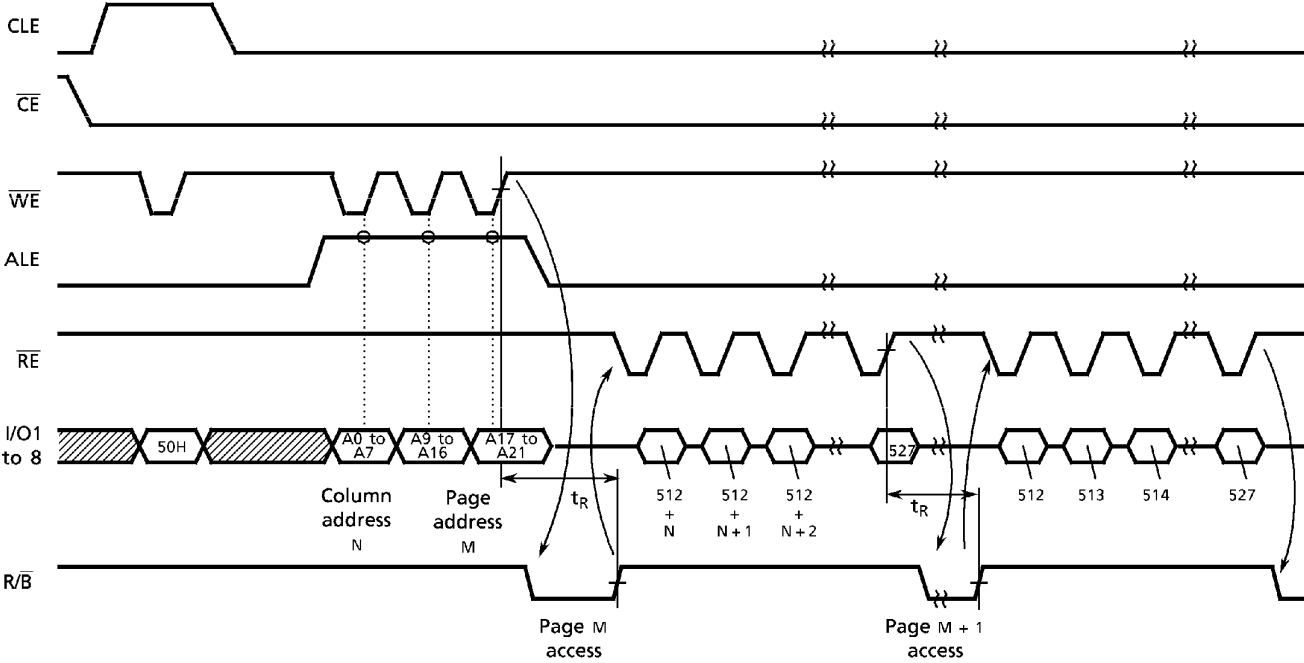 CLE
CE
WE
ALE
RE
I/O1
to 8
50H
A0 to
A7
A9 to
A16
A17 to
A21
527
Column
address
N
Page
address
M
tR
512
+
N
512
+
N + 1
512
+
N + 2
tR
512
513
514
527
R/B
Page M
access
Page M + 1
access